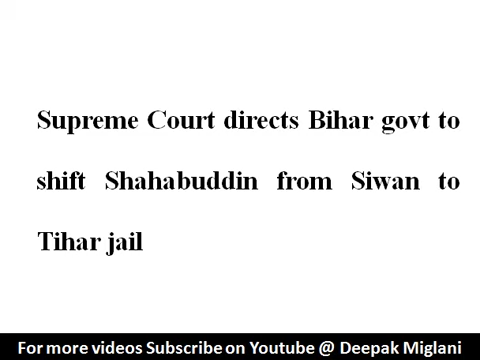 Supreme Court directs Bihar govt to
shift Shahabuddin from Siwan to
Tihar jail
For more videos Subscribe on Youtube @ Deepak Miglani